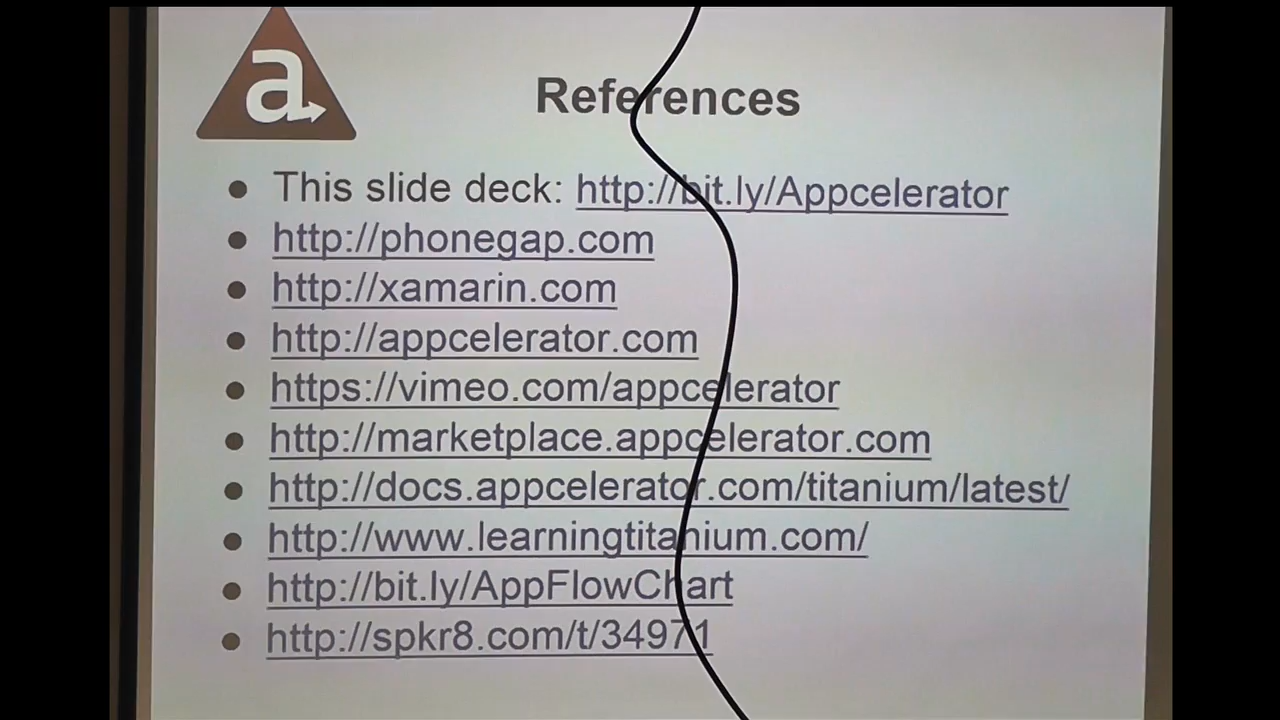 a
References
This slide deck: http://bit.ly/Appcelerator
http://phonegap.com
http://xamarin.com
http://appcelerator.com
https://vimeo.com/appcelerator
http://marketplace.appcelerator.com
http://docs.appcelerator.com/titanium/latest/
http://www.learningtitanium.com/
http://bit.ly/AppFlowChart
http://spkr8.com/t/34971